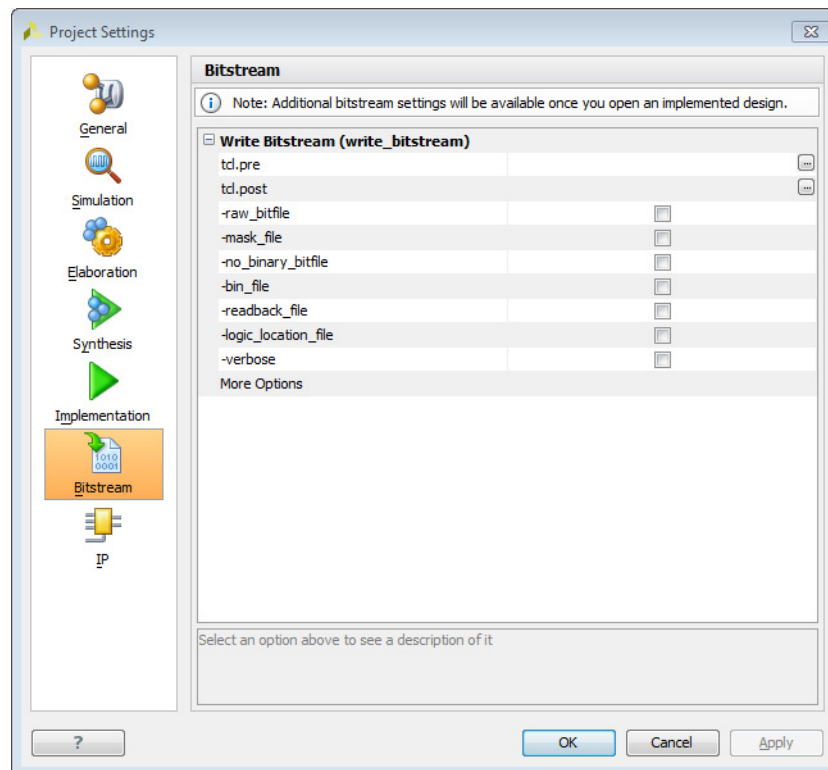 Project Settings
General
Simulation
Elaboration
Synthesis
Implementation
1010
0001
Bitstream
IP
Bitstream
Note: Additional bitstream settings will be available once you open an implemented design.
Write Bitstream (write_bitstream)
tcl.pre
...
tcl.post
...
-raw_bitfile
-mask_file
-no_binary_bitfile
-bin_file
-readback_file
-logic_location_file
-verbose
More Options
Select an option above to see a description of it
?
OK
Cancel
Apply